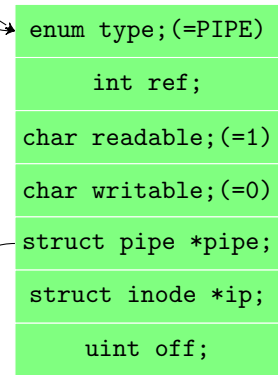 enum type;(=PIPE)
int ref;
char readable;(=1)
char writable;(=0)
struct pipe *pipe;
struct inode *ip;
uint off;